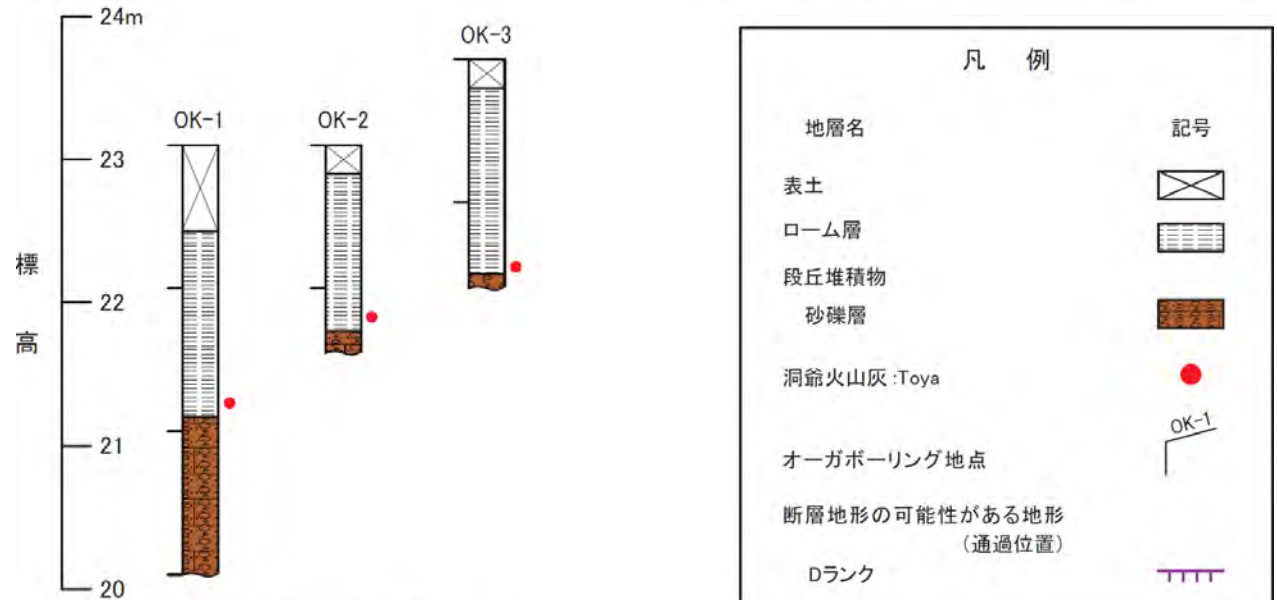 24m
OK-3
OK-1
OK-2
23
標
22
高
21
20
凡 例
地層名 記号
表土
ローム層
段丘堆積物
砂礫層
洞爺火山灰:Toya
OK-1
オーガボーリング地点
断層地形の可能性がある地形
(通過位置)
Dランク